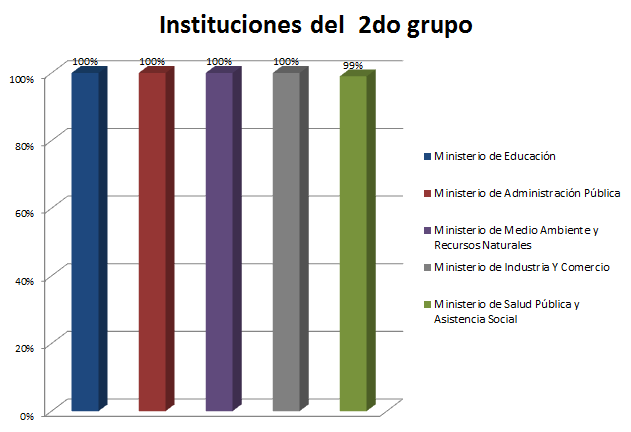 Instituciones del  2do grupo
100%
100%
100%
100%
99%
100%
80%
60%
40%
20%
0%
Ministerio de Educación
Ministerio de Administración Pública
Ministerio de Medio Ambiente y
Recursos Naturales
Ministerio de Industria Y Comercio
Ministerio de Salud Pública y
Asistencia Social